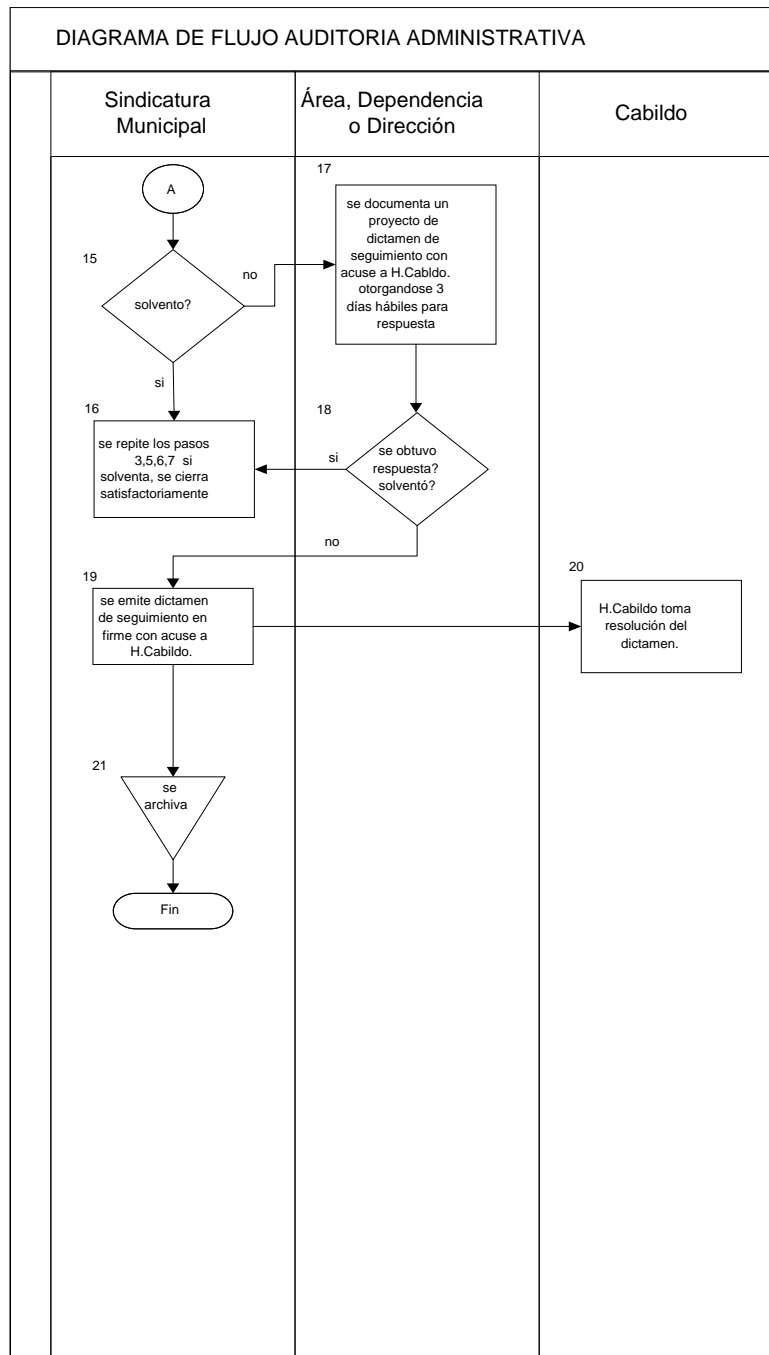 DIAGRAMA DE FLUJO AUDITORIA ADMINISTRATIVA
Sindicatura
Municipal
Área, Dependencia
o Dirección
Cabildo
A
15
solvento?
no
si
17
se documenta un
proyecto de
dictamen de
seguimiento con
acuse a H.Cabldo.
otorgandose 3
días hábiles para
respuesta
16
se repite los pasos
3,5,6,7 si
solventa, se cierra
satisfactoriamente
18
si
se obtuvo
respuesta?
solventó?
no
19
se emite dictamen
de seguimiento en
firme con acuse a
H.Cabildo.
20
H.Cabildo toma
resolución del
dictamen.
21
se
archiva
Fin